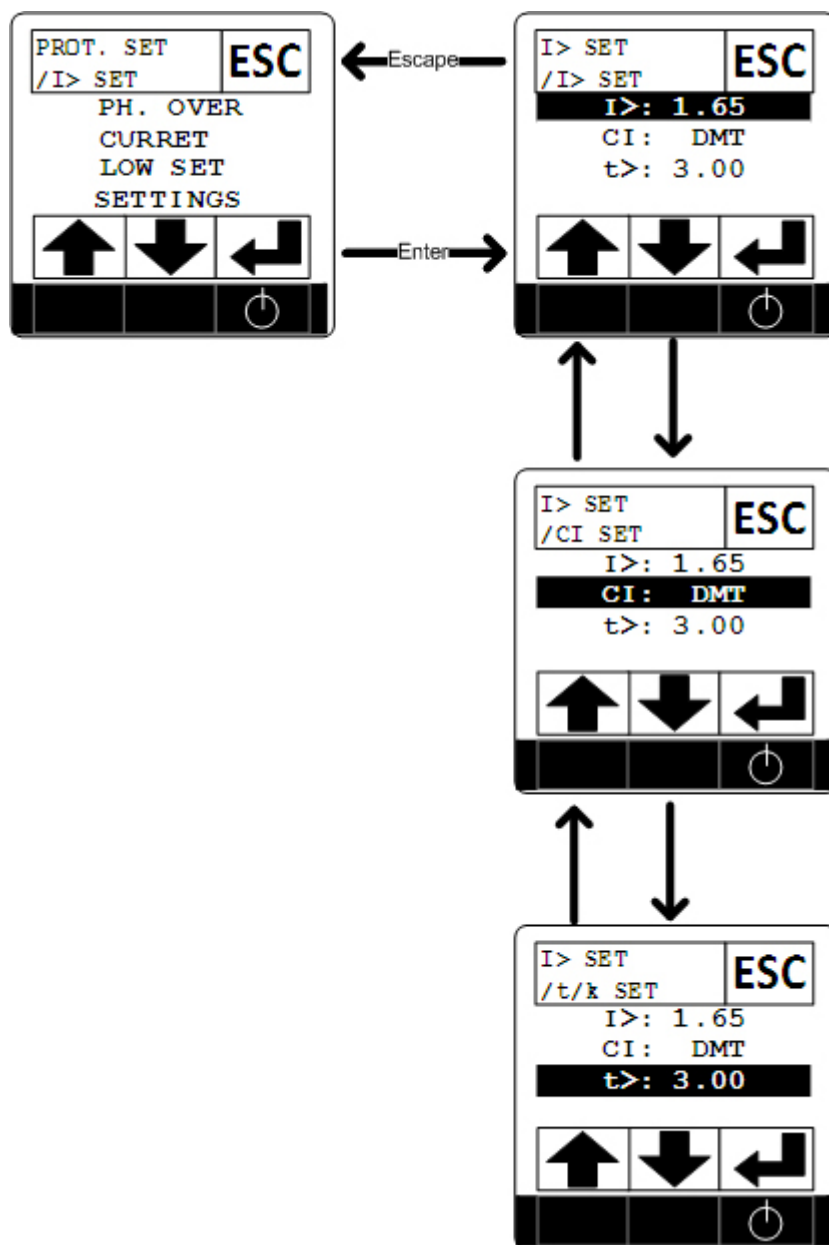 PROT. SET
/I> SET
ESC
PH. OVER
CURRET
LOW SET
SETTINGS
Escape
Enter
I> SET
/I> SET
ESC
I>: 1.65
CI: DMT
t>: 3.00
I> SET
/CI SET
ESC
I>: 1.65
CI: DMT
t>: 3.00
I> SET
/t/k SET
ESC
I>: 1.65
CI: DMT
t>: 3.00